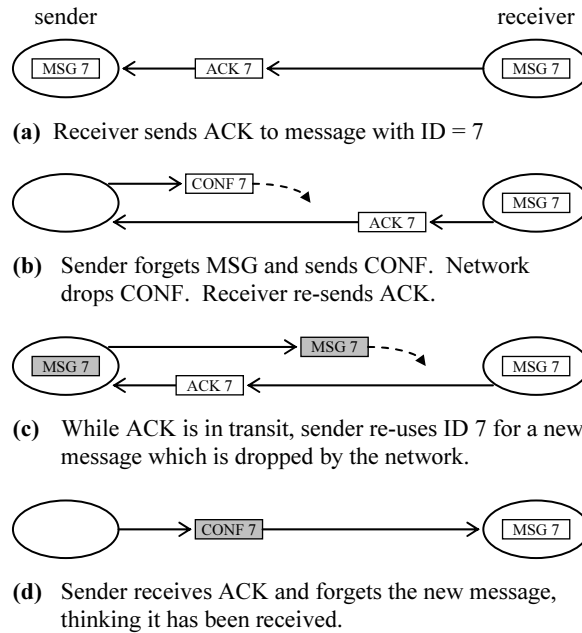 sender receiver
MSG 7 ACK 7 MSG 7
(a) Receiver sends ACK to message with ID = 7
CONF 7
MSG 7
ACK 7
(b) Sender forgets MSG and sends CONF. Network
drops CONF. Receiver re-sends ACK.
MSG 7
MSG 7 MSG 7
ACK 7
(c) While ACK is in transit, sender re-uses ID 7 for a new
message which is dropped by the network.
CONF 7 MSG 7
(d) Sender receives ACK and forgets the new message,
thinking it has been received.